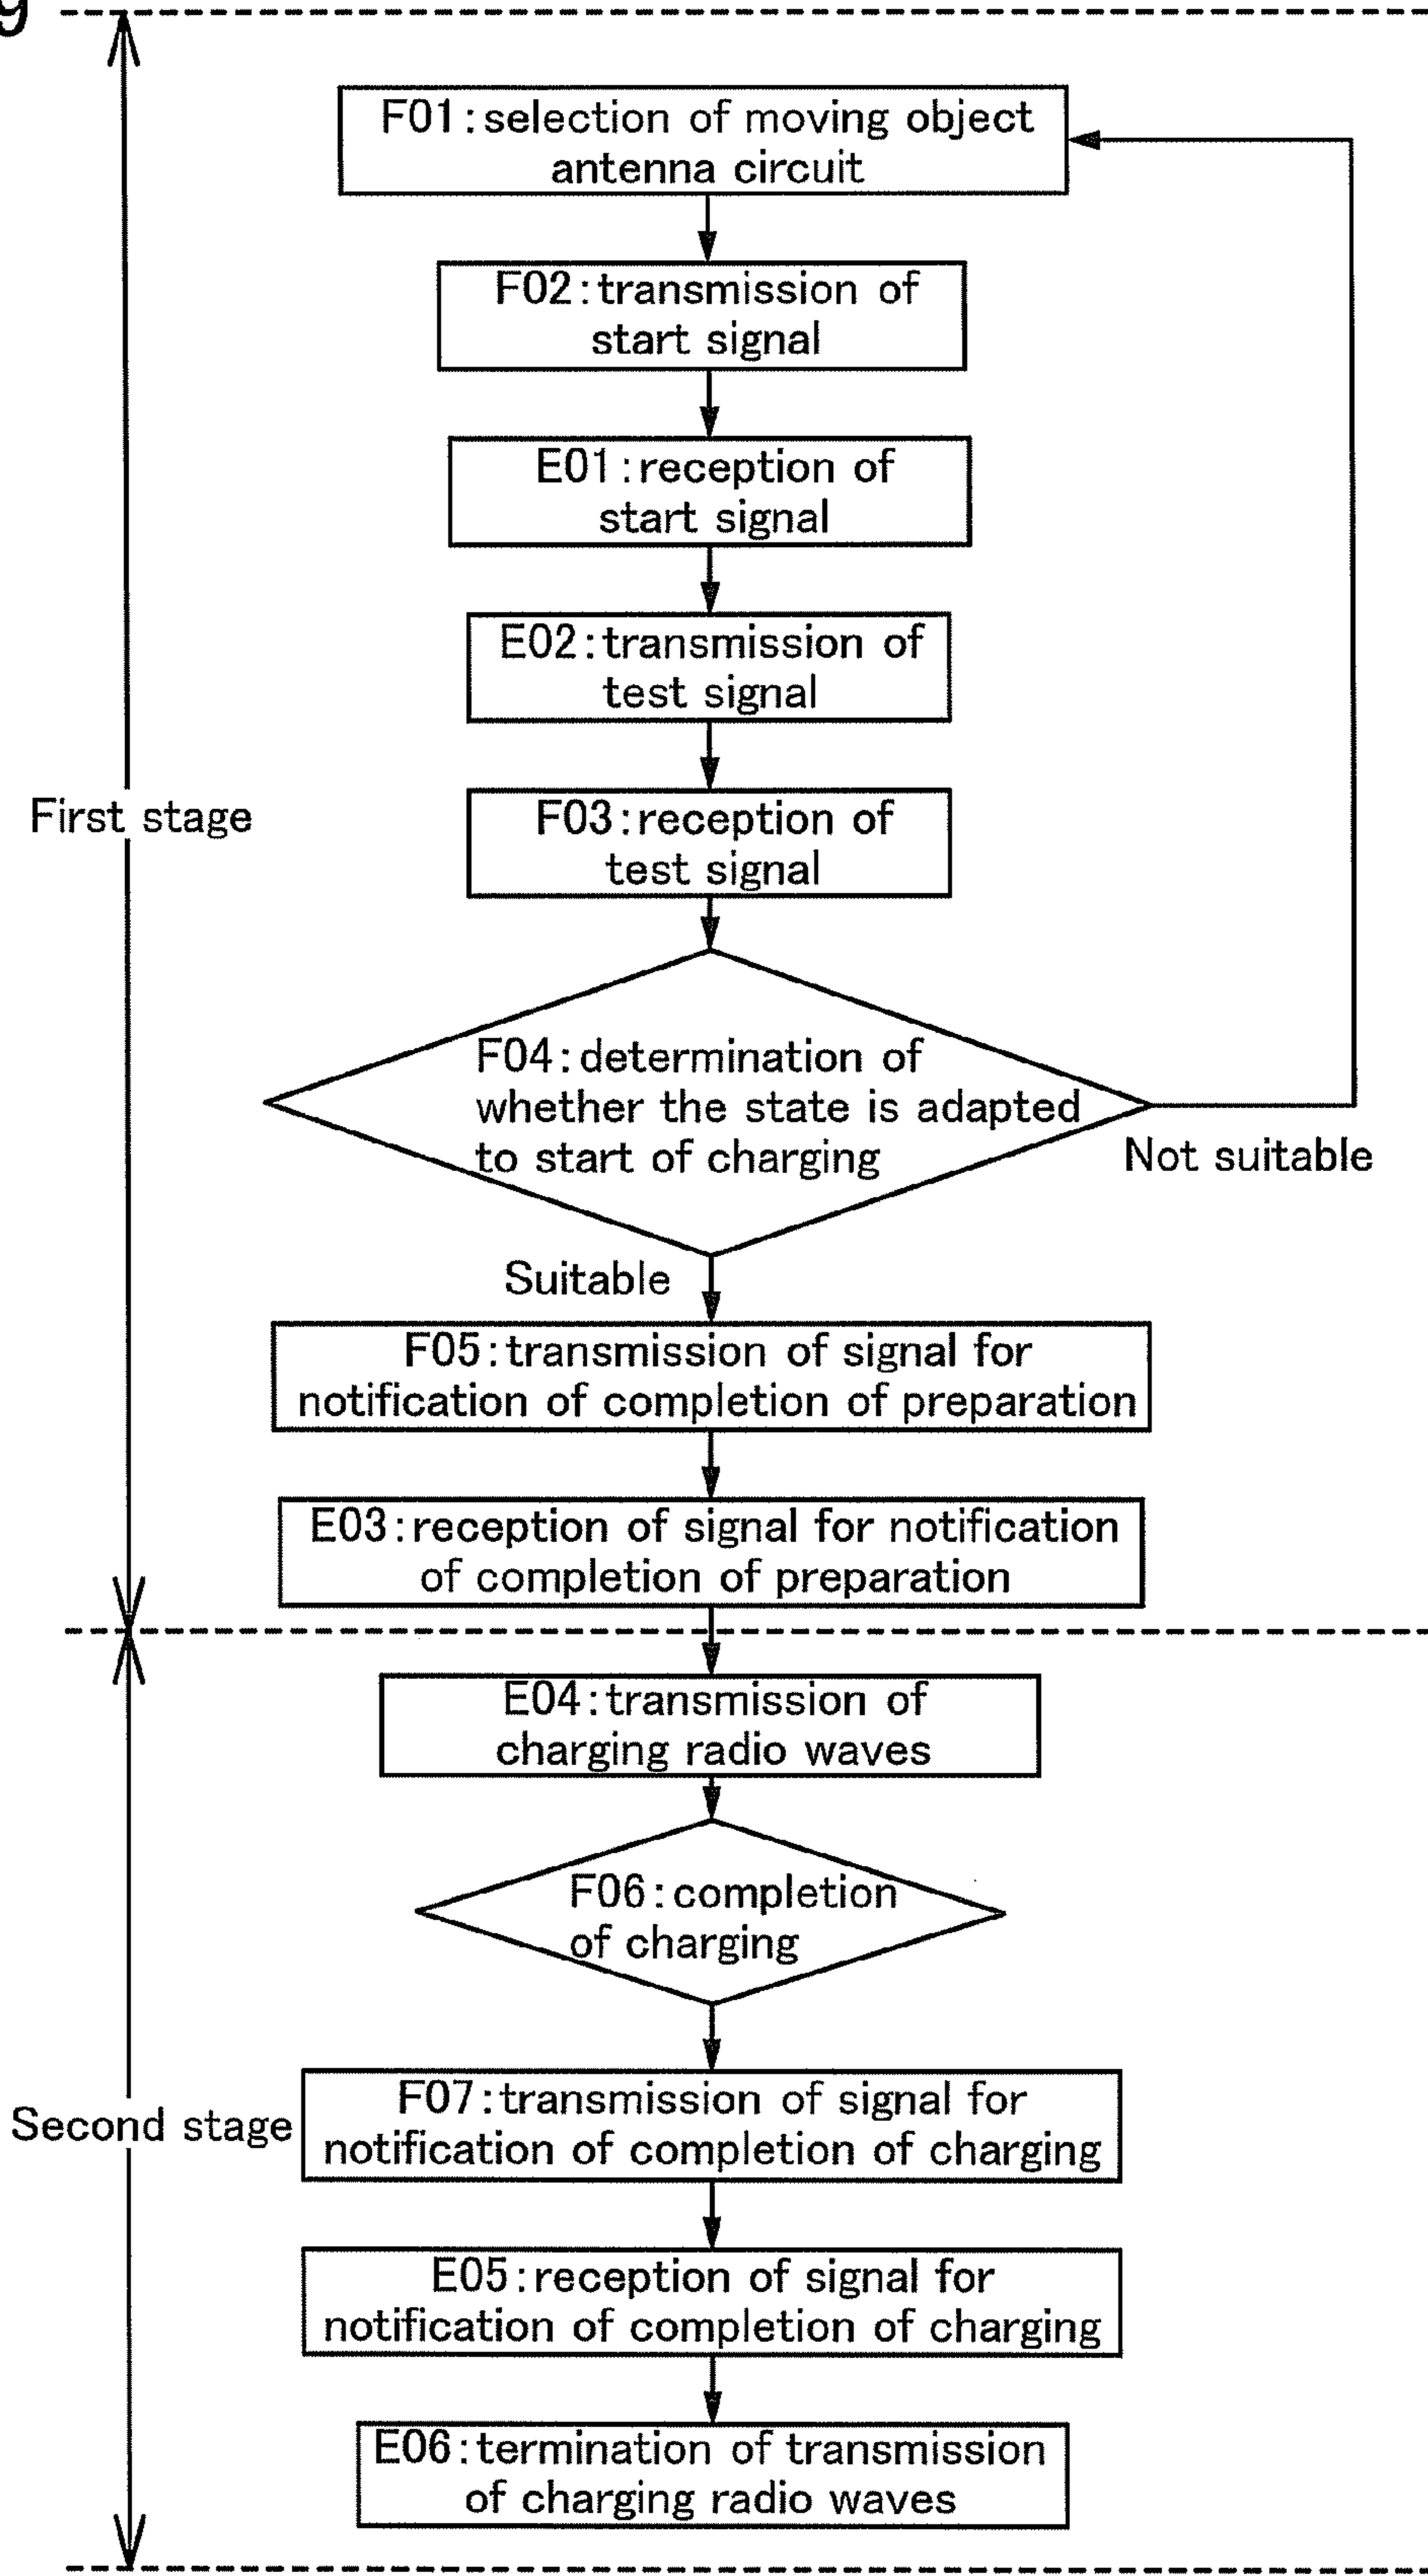 F01:selection of moving object
antenna circuit
F02:transmission of
start signal
E01:reception of
start signal
E02:transmission of
test signal
First stage
F03:reception of
test signal
F04:determination of
whether the state is adapted
to start of charging
Not suitable
Suitable
F05:transmission of signal for
notification of completion of preparation
E03:reception of signal for notification
of completion of preparation
E04:transmission of
charging radio waves
F06:completion
of charging
Second stage
F07:transmission of signal for
notification of completion of charging
E05:reception of signal for
notification of completion of charging
E06:termination of transmission
of charging radio waves